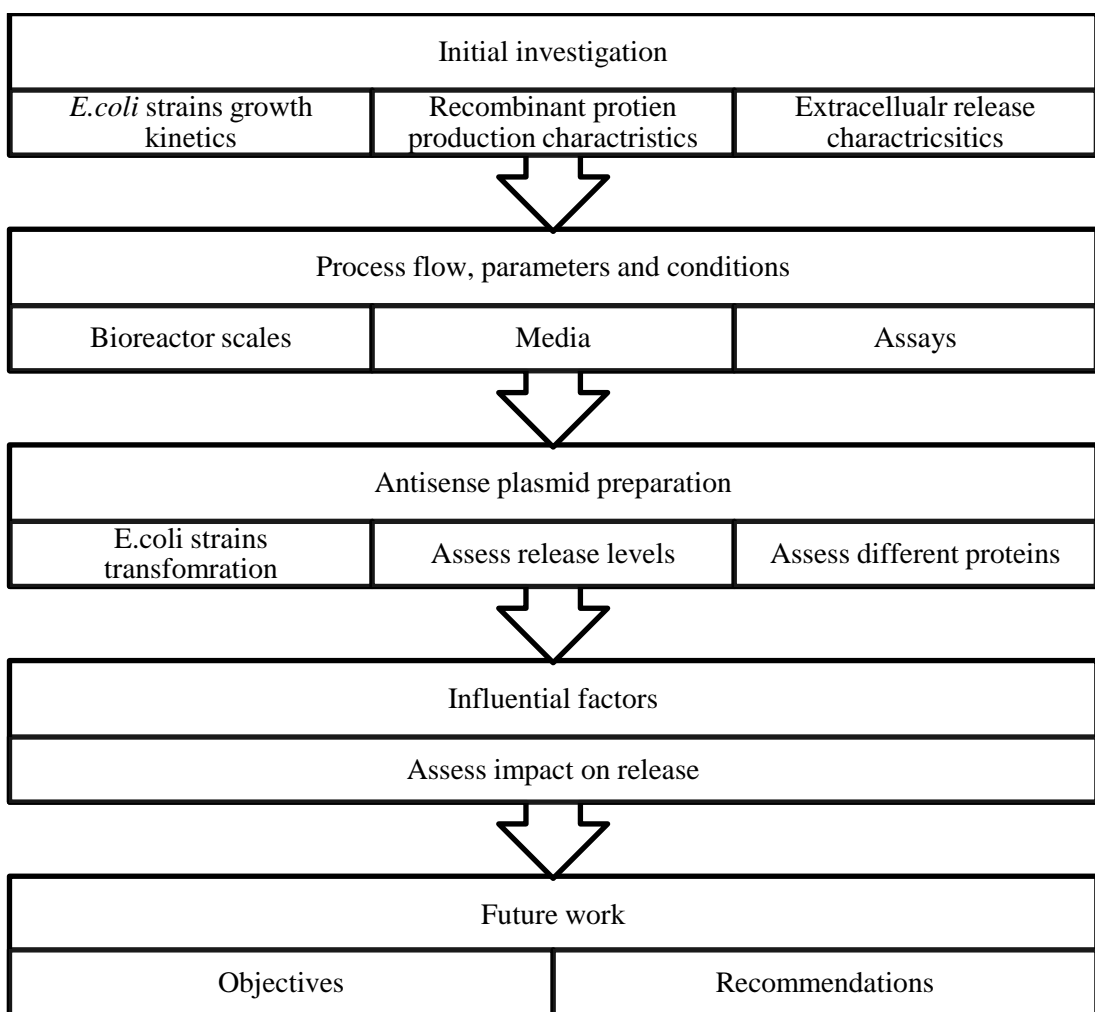 Initial investigation
E.coli strains growth
kinetics
Recombinant protien
production charactristics
Extracellualr release
charactricsitics
Process flow, parameters and conditions
Bioreactor scales
Media
Assays
Antisense plasmid preparation
E.coli strains
transfomration
Assess release levels
Assess different proteins
Influential factors
Assess impact on release
Future work
Objectives
Recommendations